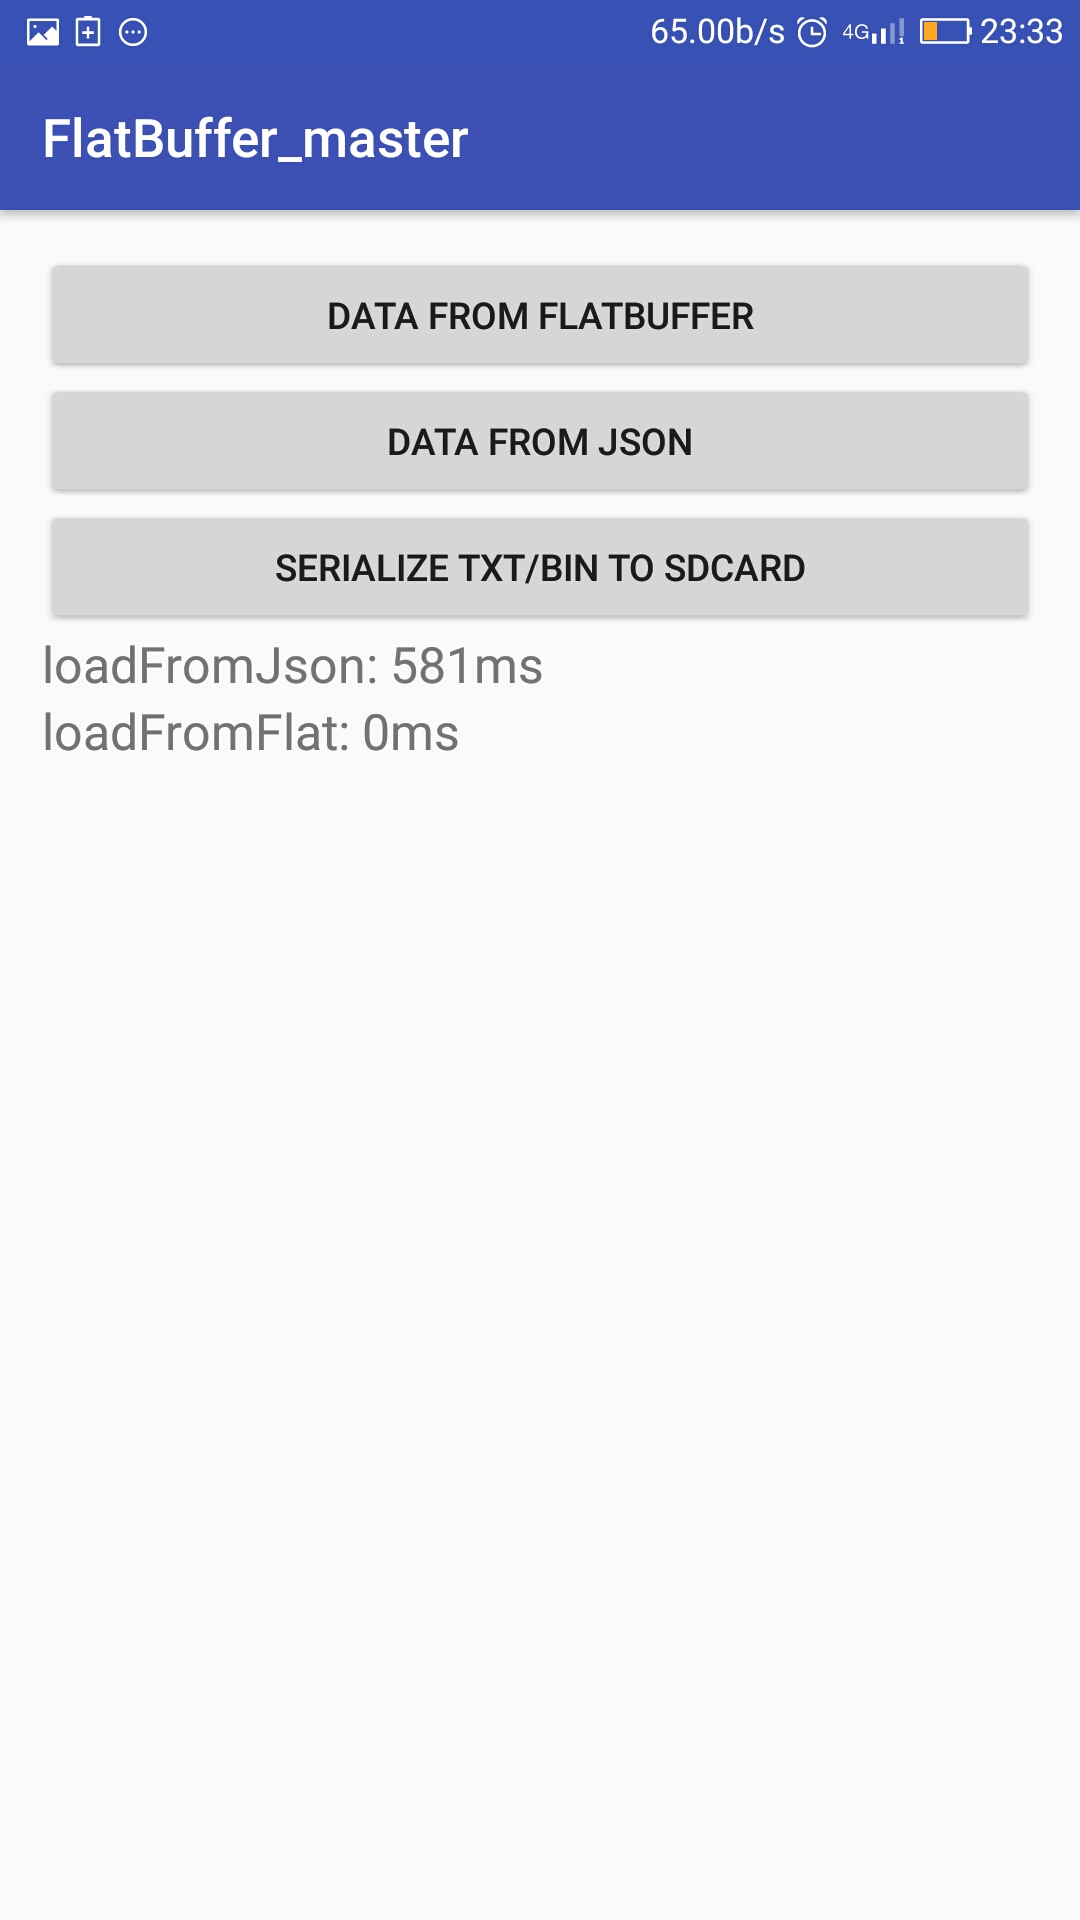 65.00b/s 4G 1 23:33
FlatBuffer_master
DATA FROM FLATBUFFER
DATA FROM JSON
SERIALIZE TXT/BIN TO SDCARD
loadFromJson: 581ms
loadFromFlat: 0ms